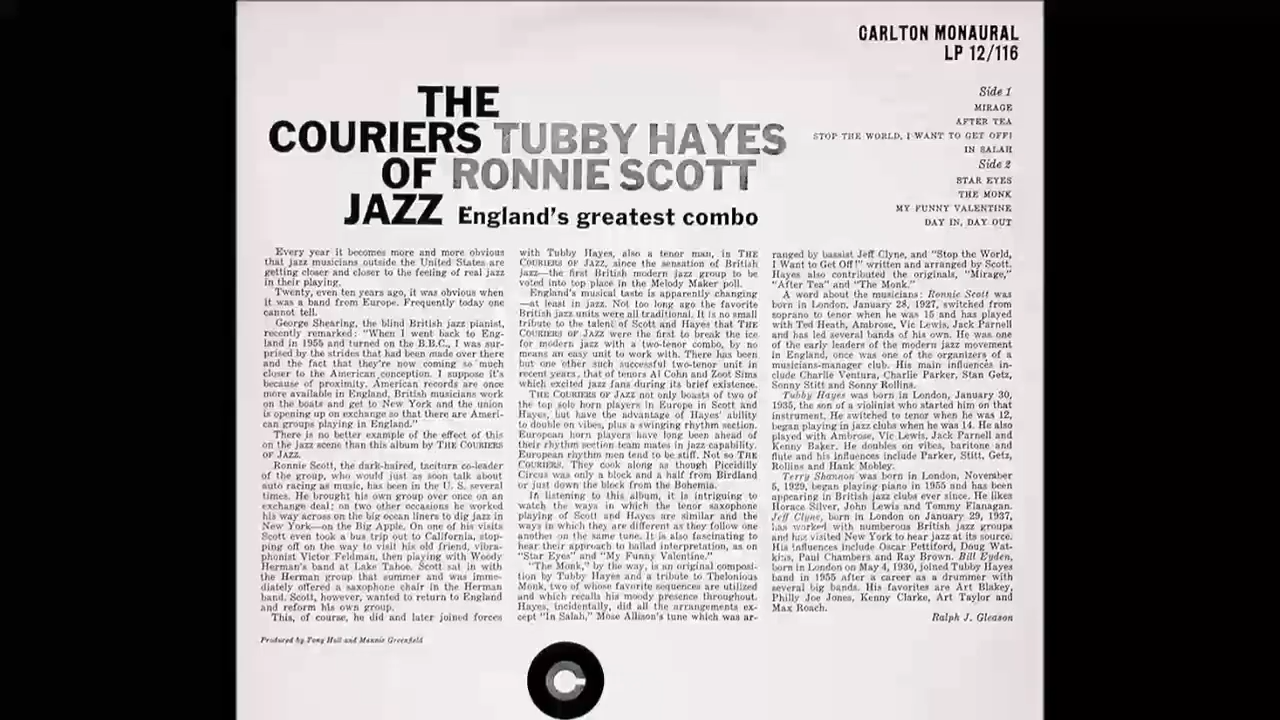 CARLTON MONAURAL
LP 12/116
THE
COURIERS TUBBY HAYES
OF RONNIE SCOTT
JAZZ England's greatest combo
Side 1
MIRAGE
AFTER TEA
STOP THE WORLD, I WANT TO GET OFF!
IN SALAH
Side 2
STAR EYES
THE MONK
MY FUNNY VALENTINE
DAY IN, DAY OUT
Every year it becomes more and more obvious
that jazz musicians outside the United States are
getting closer and closer to the feeling of real jazz
in their playing.
Twenty, even ten years ago, it was obvious when
it was a band from Europe. Frequently today one
cannot tell.
George Shearing, the blind British jazz pianist,
recently remarked: "When I went back to Eng-
land in 1955 and turned on the B.B.C., I was sur-
prised by the strides that had been made over there
and the fact that they're now coming so much
closer to the American conception. I suppose it's
because of proximity. American records are once
more available in England, British musicians work
on the boats and get to New York and the union
is opening up on exchange so that there are Ameri-
can groups playing in England."
There is no better example of the effect of this
on the jazz scene than this album by THE COURIERS
OF JAZZ.
Ronnie Scott, the dark-haired, taciturn co-leader
of the group, who would just as soon talk about
auto racing as music, has been in the U. S. several
times. He brought his own group over once on an
exchange deal; on two other occasions he worked
his way across on the big ocean liners to dig jazz in
New York—on the Big Apple. On one of his visits
Scott even took a bus trip out to California, stop-
ping off on the way to visit his old friend, vibra-
phonist Victor Feldman, then playing with Woody
Herman's band at Lake Tahoe. Scott sat in with
the Herman group that summer and was imme-
diately offered a saxophone chair in the Herman
band. Scott, however, wanted to return to England
and reform his own group.
This, of course, he did and later joined forces
with Tubby Hayes, also a tenor man, in THE
COURIERS OF JAZZ, since the sensation of British
jazz—the first British modern jazz group to be
voted into top place in the Melody Maker poll.
England's musical taste is apparently changing
—at least in jazz. Not too long ago the favorite
British jazz units were all traditional. It is no small
tribute to the talent of Scott and Hayes that THE
COURIERS OF JAZZ were the first to break the ice
for modern jazz with a two-tenor combo, by no
means an easy unit to work with. There has been
but one other such successful two-tenor unit in
recent years, that of tenors Al Cohn and Zoot Sims
which excited jazz fans during its brief existence.
THE COURIERS OF JAZZ not only boasts of two of
the top solo horn players in Europe in Scott and
Hayes, but have the advantage of Hayes' ability
to double on vibes, plus a swinging rhythm section.
European horn players have long been ahead of
their rhythm section team mates in jazz capability.
European rhythm men tend to be stiff. Not so THE
COURIERS. They cook along as though Piccadilly
Circus was only a block and a half from Birdland
or just down the block from the Bohemia.
In listening to this album, it is intriguing to
watch the ways in which the tenor saxophone
playing of Scott and Hayes are similar and the
ways in which they are different as they follow one
another on the same tune. It is also fascinating to
hear their approach to ballad interpretation, as on
"Star Eyes" and "My Funny Valentine."
"The Monk," by the way, is an original composi-
tion by Tubby Hayes and a tribute to Thelonious
Monk, two of whose favorite sequences are utilized
and which recalls his moody presence throughout.
Hayes, incidentally, did all the arrangements ex-
cept "In Salah," Mose Allison's tune which was ar-
ranged by bassist Jeff Clyne, and "Stop the World,
I Want to Get Off!" written and arranged by Scott.
Hayes also contributed the originals, "Mirage,"
"After Tea" and "The Monk."
A word about the musicians: Ronnie Scott was
born in London, January 28, 1927, switched from
soprano to tenor when he was 15 and has played
with Ted Heath, Ambrose, Vic Lewis, Jack Parnell
and has led several bands of his own. He was one
of the early leaders of the modern jazz movement
in England, once was one of the organizers of a
musicians-manager club. His main influences in-
clude Charlie Ventura, Charlie Parker, Stan Getz,
Sonny Stitt and Sonny Rollins.
Tubby Hayes was born in London, January 30,
1935, the son of a violinist who started him on that
instrument. He switched to tenor when he was 12,
began playing in jazz clubs when he was 14. He also
played with Ambrose, Vic Lewis, Jack Parnell and
Kenny Baker. He doubles on vibes, baritone and
flute and his influences include Parker, Stitt, Getz,
Rollins and Hank Mobley.
Terry Shannon was born in London, November
5, 1929, began playing piano in 1955 and has been
appearing in British jazz clubs ever since. He likes
Horace Silver, John Lewis and Tommy Flanagan.
Jeff Clyne, born in London on January 29, 1937,
has worked with numberous British jazz groups
and has visited New York to hear jazz at its source.
His influences include Oscar Pettiford, Doug Wat-
kins, Paul Chambers and Ray Brown. Bill Eyden,
born in London on May 4, 1930, joined Tubby Hayes
band in 1955 after a career as a drummer with
several big bands. His favorites are Art Blakey,
Philly Joe Jones, Kenny Clarke, Art Taylor and
Max Roach.
Ralph J. Gleason
Produced by Tony Hall and Mannie Greenfield